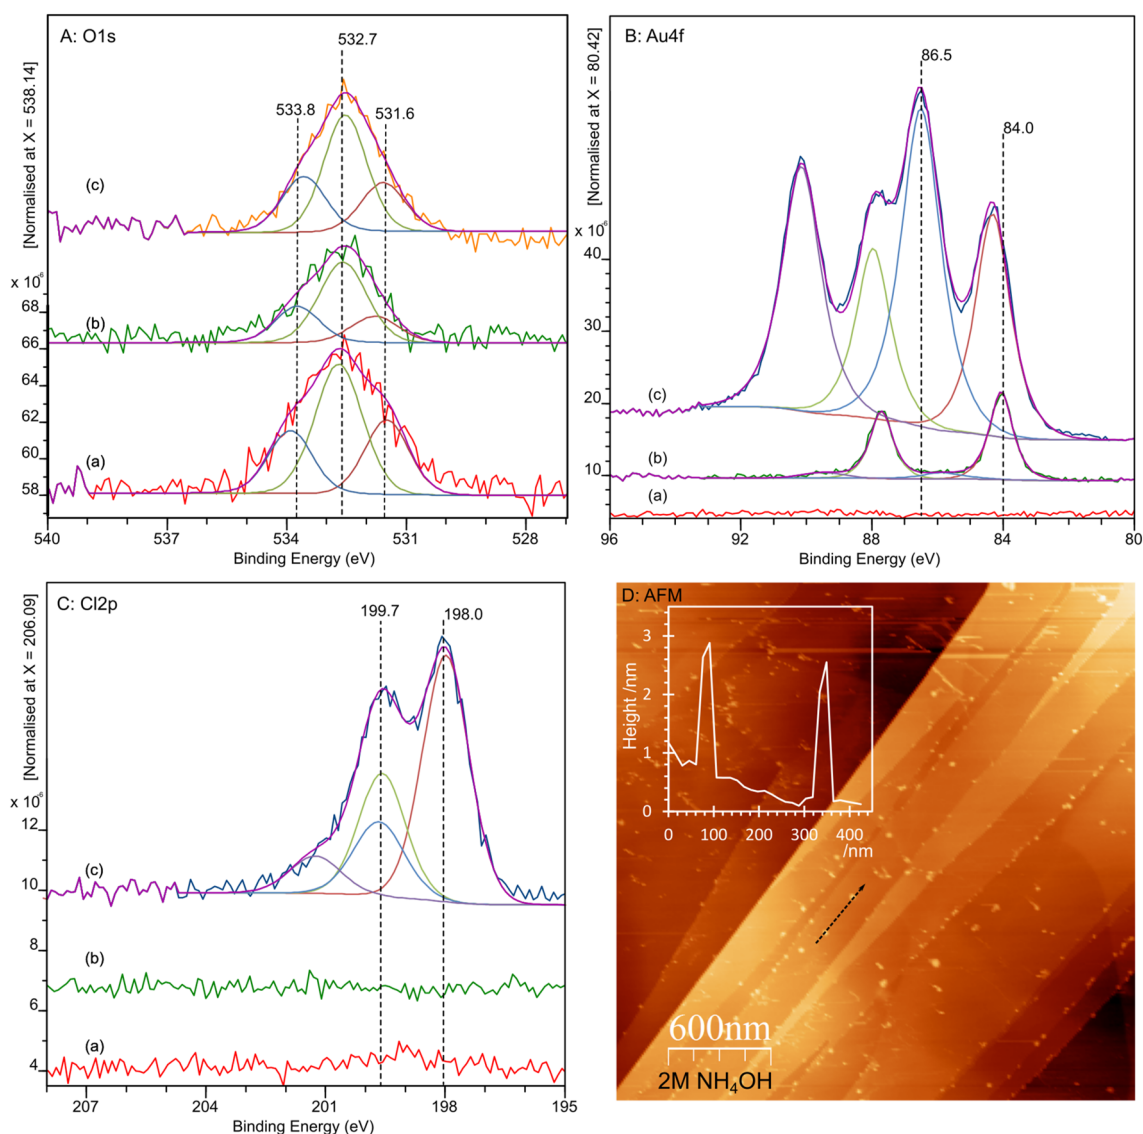 A: O1s
[Normalised at X = 538.14]
532.7
533.8
531.6
(c)
x 10⁶
68
(b)
66
64
62
60
(a)
58
540
537
534
531
528
Binding Energy (eV)
B: Au4f
[Normalised at X = 80.42]
86.5
84.0
x 10⁶
40
30
(c)
20
(b)
10
(a)
96
92
88
84
80
Binding Energy (eV)
C: Cl2p
[Normalised at X = 206.09]
199.7
198.0
x 10⁶
12
(c)
10
8
(b)
6
(a)
4
207
204
201
198
195
Binding Energy (eV)
D: AFM
Height /nm
3
2
1
0
0
100
200
300
400
/nm
600nm
2M NH₄OH